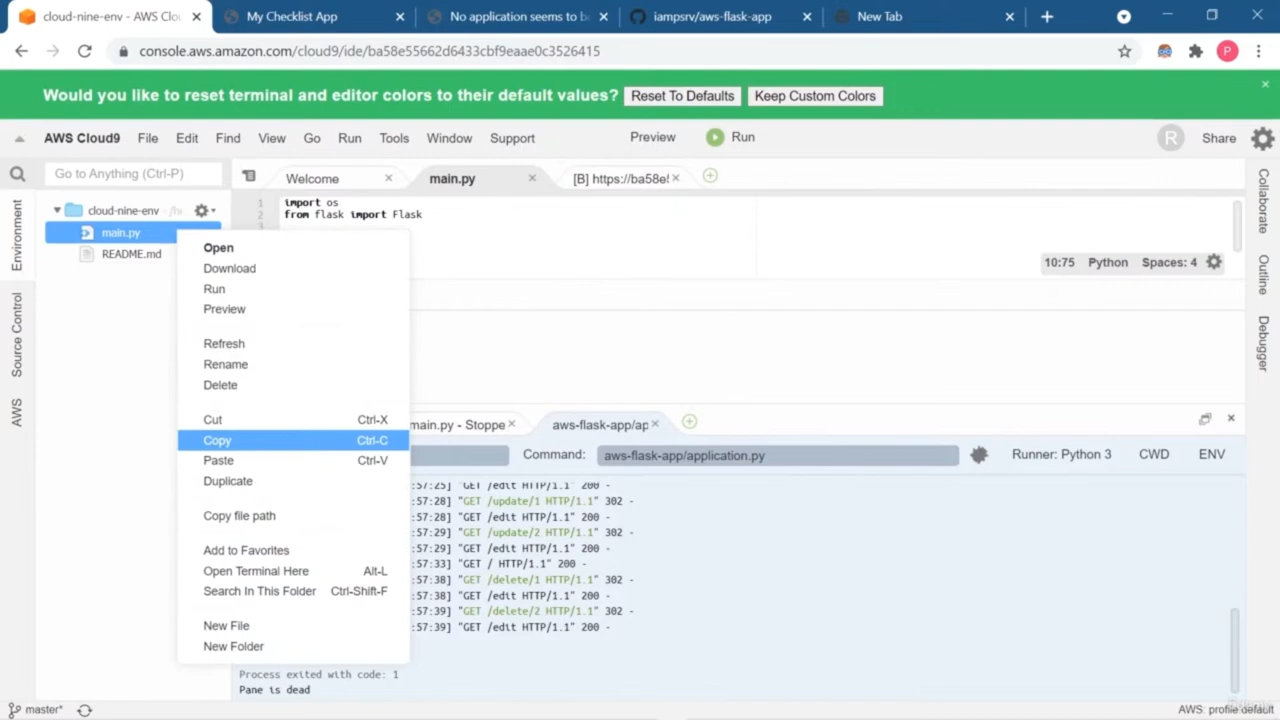 cloud-nine-env - AWS Clou
My Checklist App
No application seems to be
iampsrv/aws-flask-app
New Tab
console.aws.amazon.com/cloud9/ide/ba58e55662d6433cbf9eaae0c3526415
P
Would you like to reset terminal and editor colors to their default values?
Reset To Defaults
Keep Custom Colors
AWS Cloud9
File
Edit
Find
View
Go
Run
Tools
Window
Support
Preview
Run
R
Share
Go to Anything (Ctrl-P)
Welcome
main.py
[B] https://ba58e!
Environment
Source Control
AWS
Collaborate
Outline
Debugger
cloud-nine-env
main.py
README.md
1 import os
2 from flask import Flask
3
10:75 Python Spaces: 4
Open
Download
Run
Preview
Refresh
Rename
Delete
Cut Ctrl-X
Copy Ctrl-C
Paste Ctrl-V
Duplicate
Copy file path
Add to Favorites
Open Terminal Here Alt-L
Search In This Folder Ctrl-Shift-F
New File
New Folder
main.py - Stoppe
aws-flask-app/ap
Command:
aws-flask-app/application.py
Runner: Python 3
CWD
ENV
:57:25] "GET /edit HTTP/1.1" 200 -
:57:28] "GET /update/1 HTTP/1.1" 302 -
:57:28] "GET /edit HTTP/1.1" 200 -
:57:29] "GET /update/2 HTTP/1.1" 302 -
:57:29] "GET /edit HTTP/1.1" 200 -
:57:33] "GET / HTTP/1.1" 200 -
:57:38] "GET /delete/1 HTTP/1.1" 302 -
:57:38] "GET /edit HTTP/1.1" 200 -
:57:39] "GET /delete/2 HTTP/1.1" 302 -
:57:39] "GET /edit HTTP/1.1" 200 -
Process exited with code: 1
Pane is dead
master*
AWS: profile:default